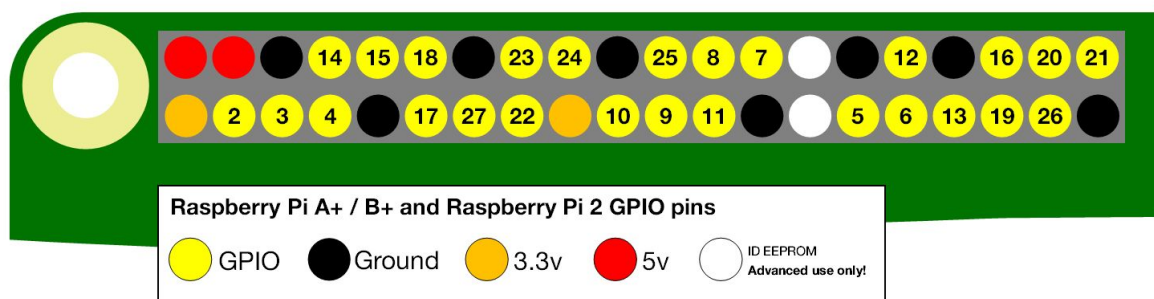 14 15 18 23 24 25 8 7 12 16 20 21
2 3 4 17 27 22 10 9 11 5 6 13 19 26
Raspberry Pi A+ / B+ and Raspberry Pi 2 GPIO pins
GPIO Ground 3.3v 5v ID EEPROM
Advanced use only!